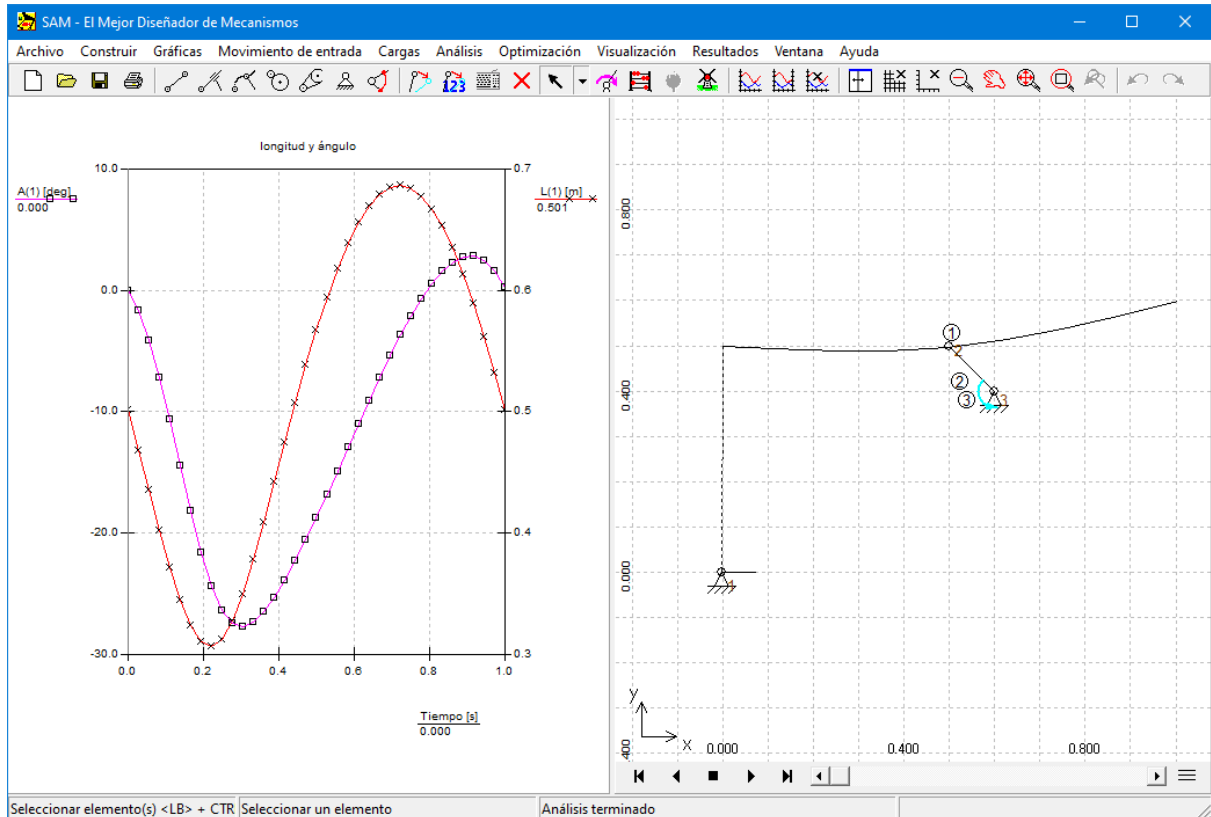 SAM - El Mejor Diseñador de Mecanismos
Archivo Construir Gráficas Movimiento de entrada Cargas Análisis Optimización Visualización Resultados Ventana Ayuda
123
longitud y ángulo
A(1) [deg]
0.000
10.0
0.0
-10.0
-20.0
-30.0
0.7
0.6
0.5
0.4
0.3
L(1) [m]
0.501
0.0 0.2 0.4 0.6 0.8 1.0
Tiempo [s]
0.000
0.800
0.400
0.000
400
1
2
2
3
3
1
y
x
0.000 0.400 0.800
Seleccionar elemento(s) <LB> + CTR Seleccionar un elemento Análisis terminado